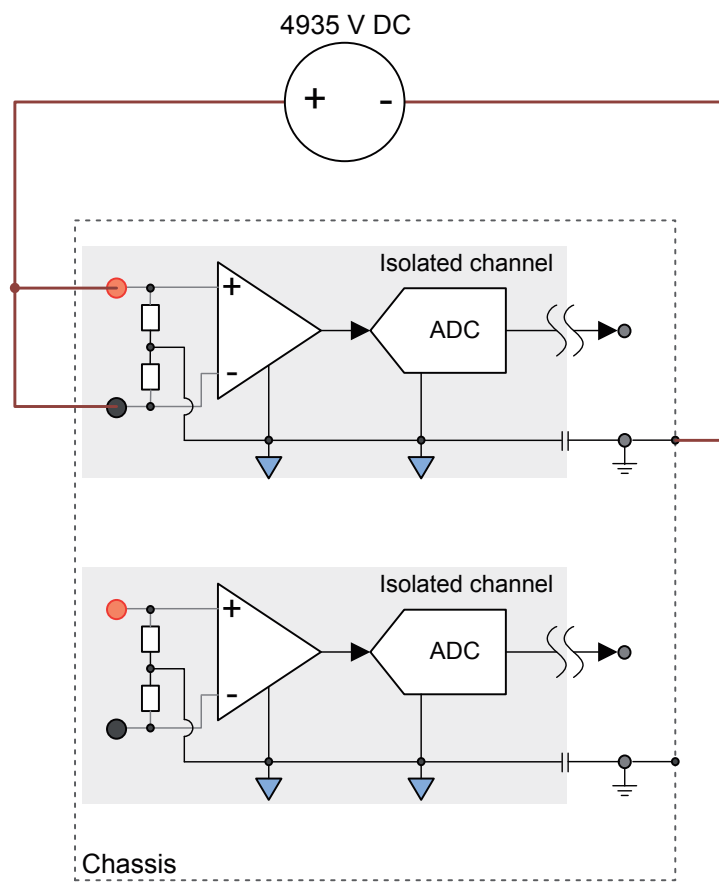 4935 V DC
+ -
Isolated channel
+
ADC
-
Isolated channel
+
ADC
-
Chassis